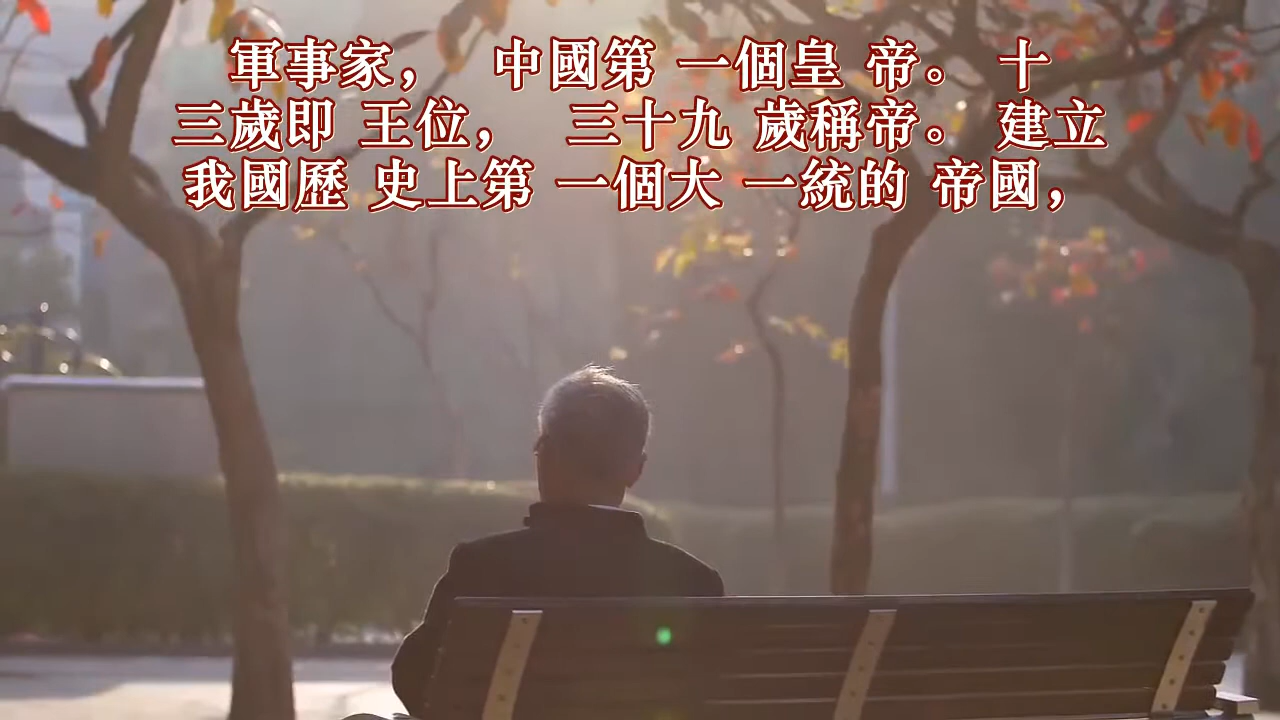 軍事家， 中國第 一個皇 帝。 十
三歲即 王位， 三十九 歲稱帝。 建立
我國歷 史上第 一個大 一統的 帝國，